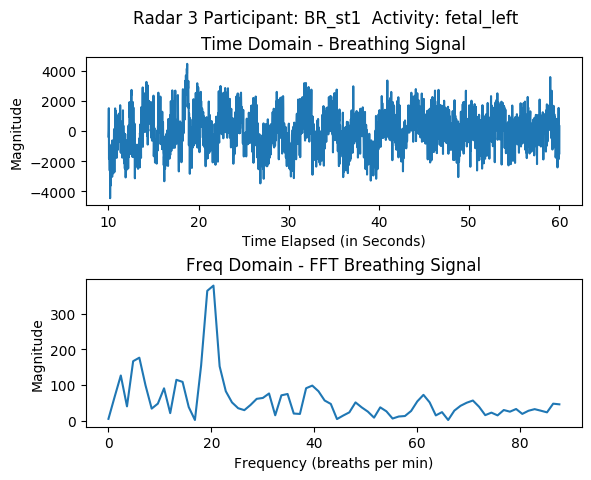 Radar 3 Participant: BR_st1  Activity: fetal_left
Time Domain - Breathing Signal
Magnitude
4000
2000
0
−2000
−4000
10 20 30 40 50 60
Time Elapsed (in Seconds)
Freq Domain - FFT Breathing Signal
Magnitude
300
200
100
0
0 20 40 60 80
Frequency (breaths per min)